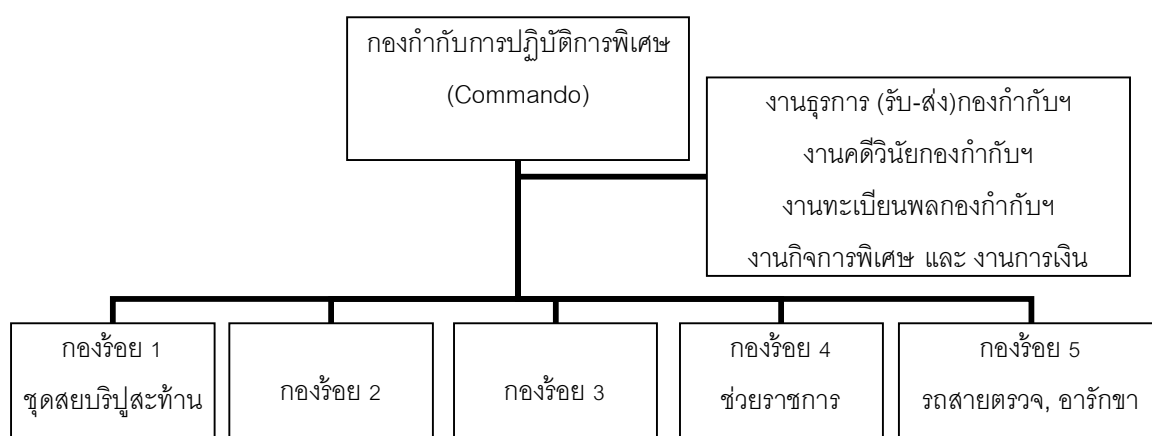 กองกำกับการปฏิบัติการพิเศษ
(Commando)
งานธุรการ (รับ-ส่ง)กองกำกับฯ
งานคดีวินัยกองกำกับฯ
งานทะเบียนพลกองกำกับฯ
งานกิจการพิเศษ และ งานการเงิน
กองร้อย 1
ชุดสยบริปูสะท้าน
กองร้อย 2
กองร้อย 3
กองร้อย 4
ช่วยราชการ
กองร้อย 5
รถสายตรวจ, อารักขา